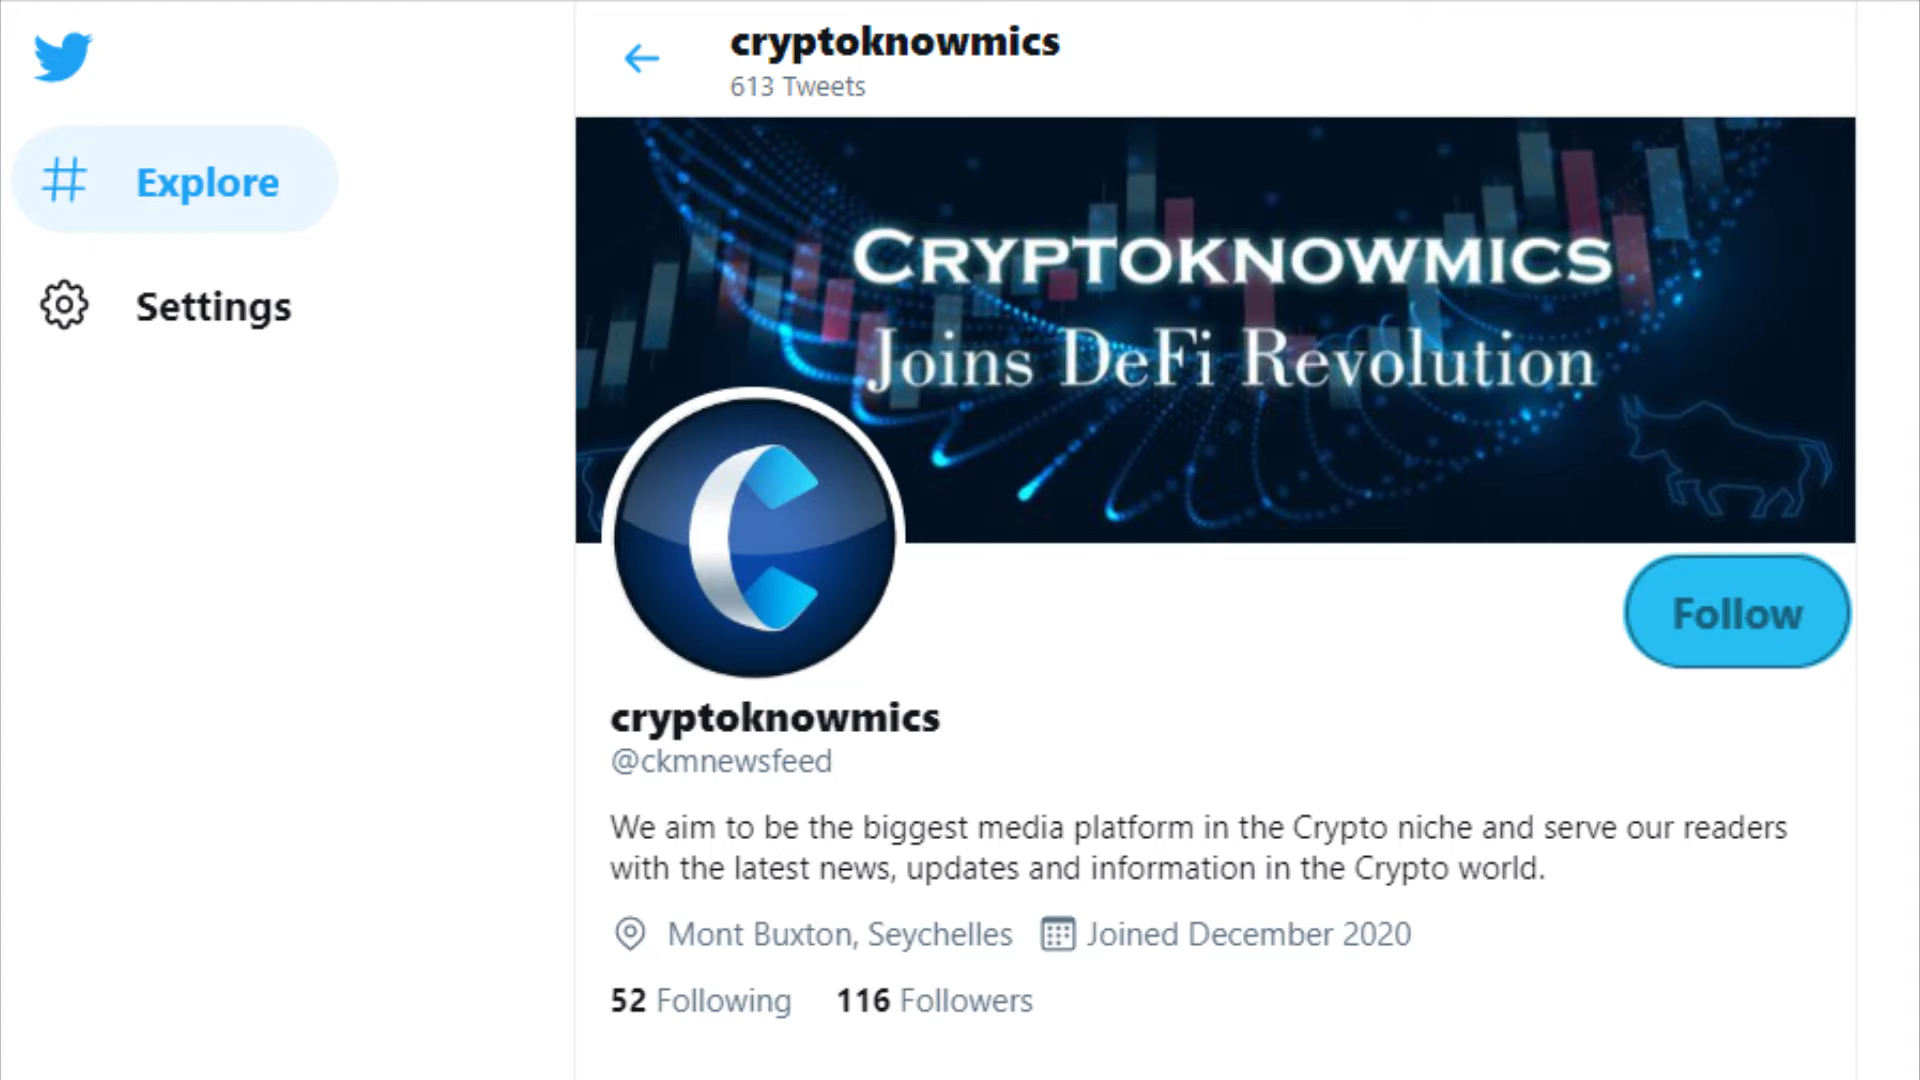 cryptoknowmics
613 Tweets
Explore
Settings
CRYPTOKNOWMICS
Joins DeFi Revolution
Follow
cryptoknowmics
@ckmnewsfeed
We aim to be the biggest media platform in the Crypto niche and serve our readers
with the latest news, updates and information in the Crypto world.
Mont Buxton, Seychelles Joined December 2020
52 Following 116 Followers